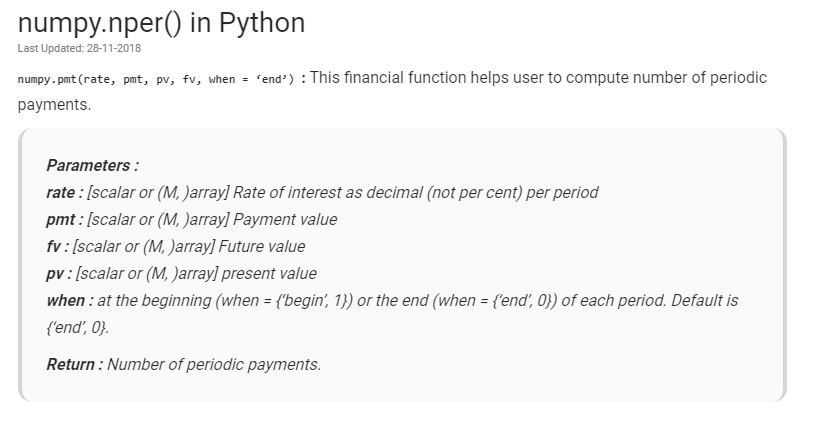 numpy.nper() in Python
Last Updated: 28-11-2018
numpy.pmt(rate, pmt, pv, fv, when = ‘end’) : This financial function helps user to compute number of periodic
payments.
Parameters :
rate : [scalar or (M, )array] Rate of interest as decimal (not per cent) per period
pmt : [scalar or (M, )array] Payment value
fv : [scalar or (M, )array] Future value
pv : [scalar or (M, )array] present value
when : at the beginning (when = {‘begin’, 1}) or the end (when = {‘end’, 0}) of each period. Default is
{‘end’, 0}.
Return : Number of periodic payments.